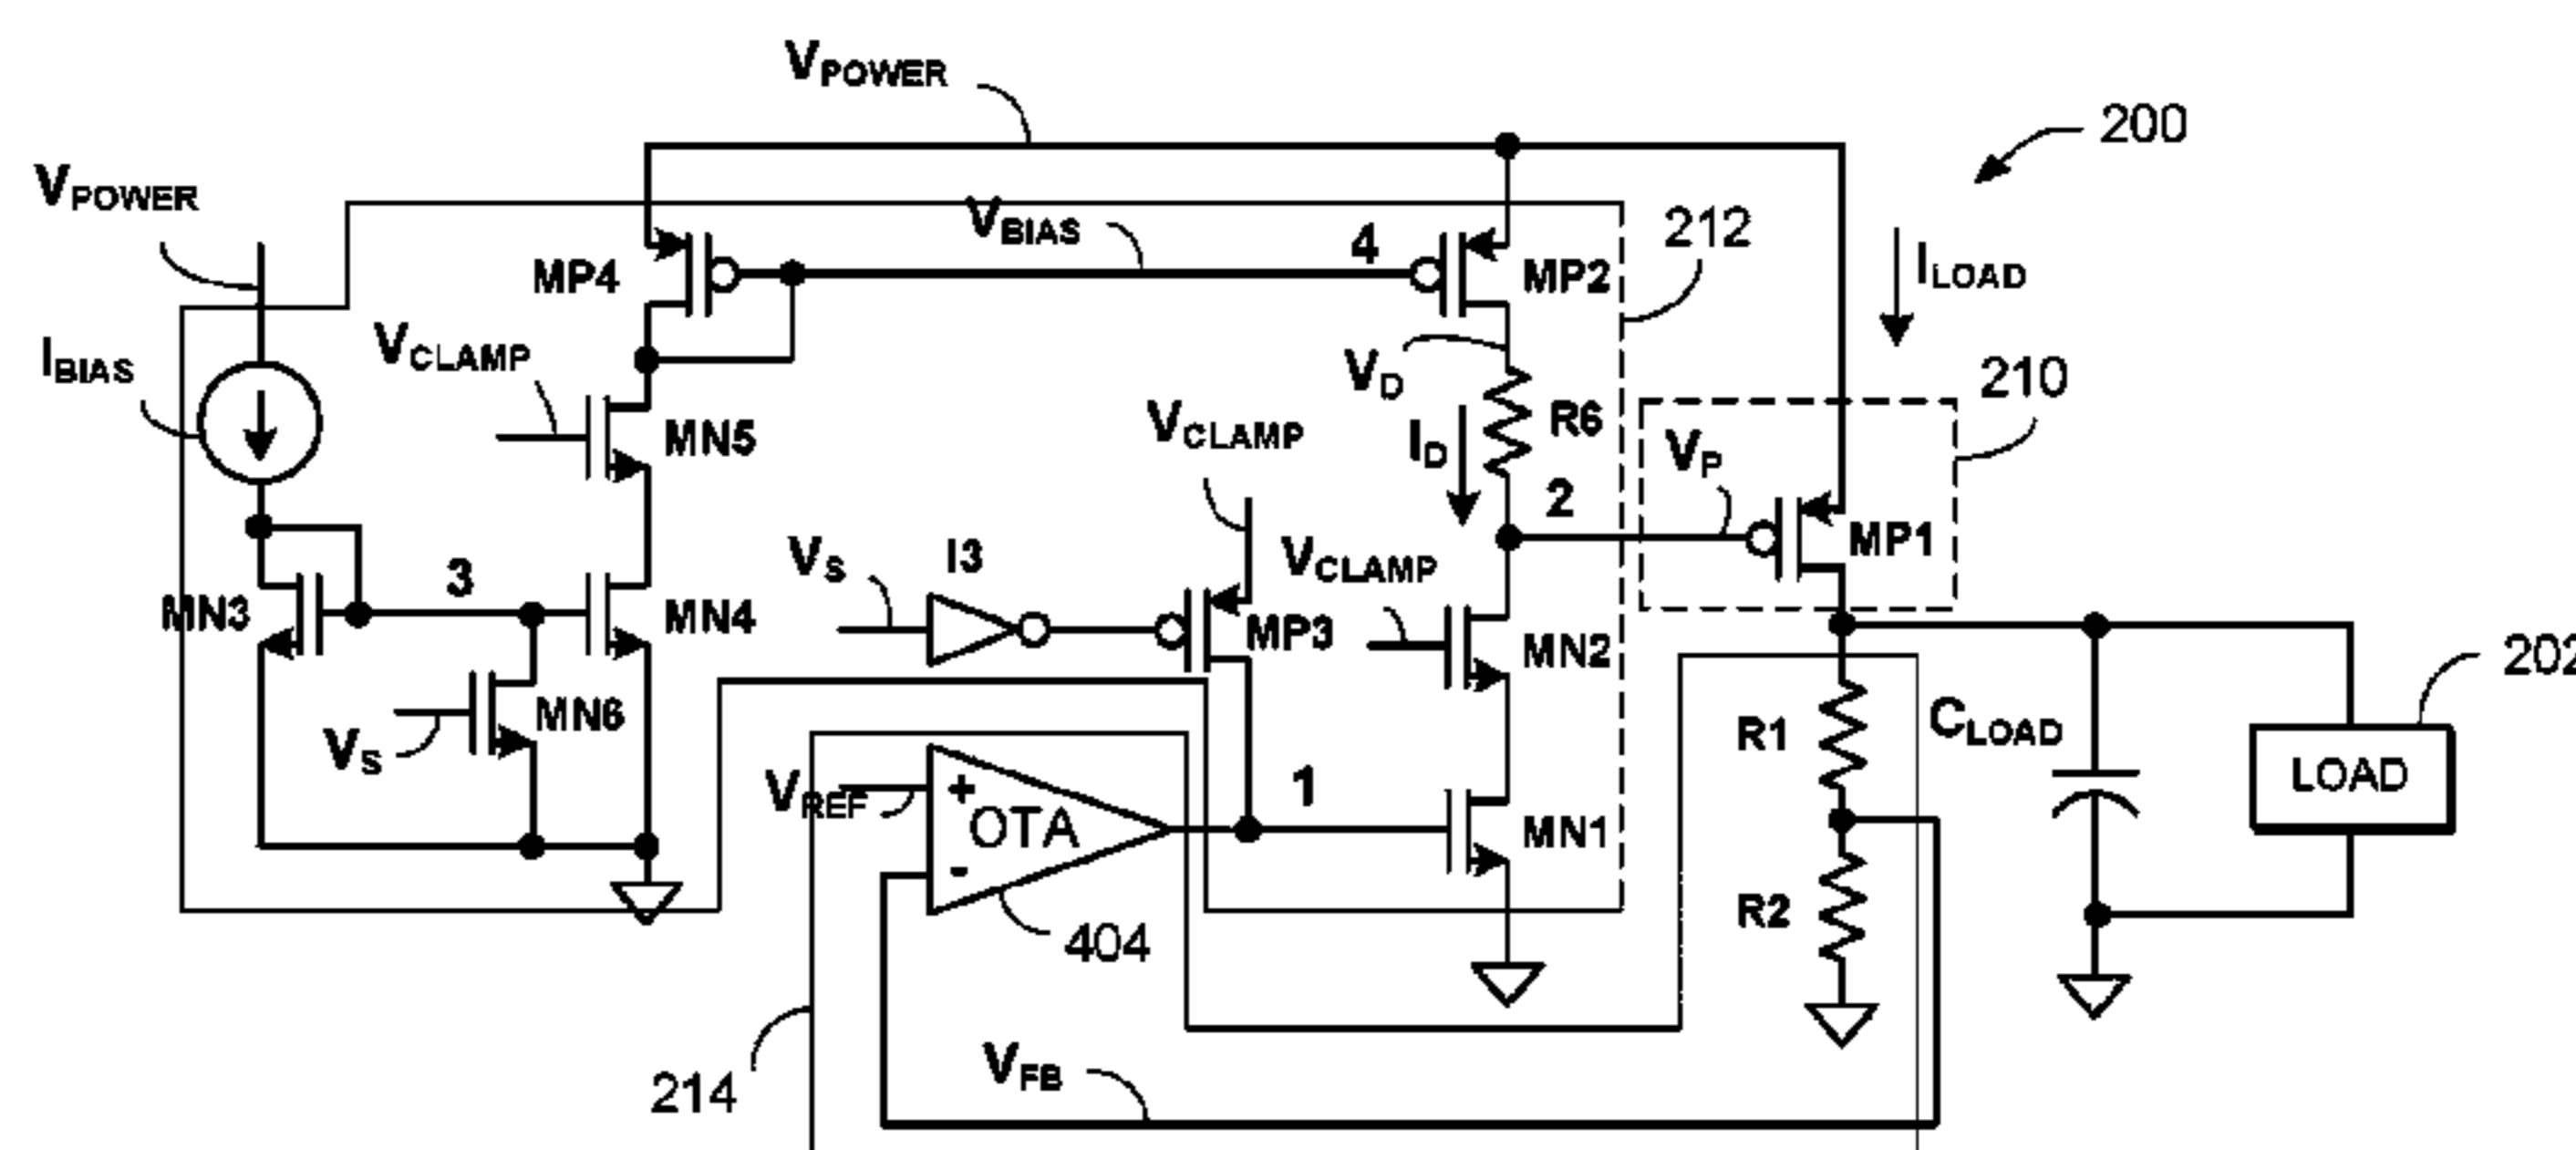 VPOWER
200
VPOWER
VBIAS
4
212
MP4
MP2
ILOAD
IBIAS
VCLAMP
VD
R6
210
MN5
VCLAMP
ID
VP
2
VS
I3
VCLAMP
MP1
3
MN3
MN4
MP3
MN2
202
VS
MN6
R1
CLOAD
LOAD
VREF
+
OTA
-
1
MN1
404
R2
214
VFB